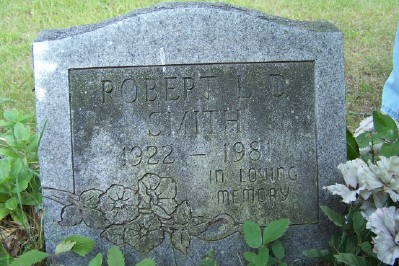 ROBERT L. D.
SMITH
1922 – 1981
IN LOVING
MEMORY